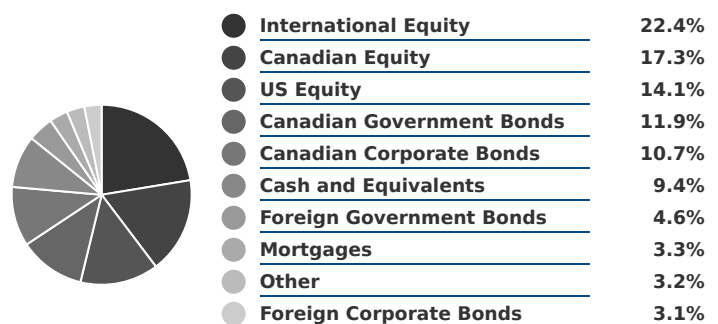 International Equity 22.4%
Canadian Equity 17.3%
US Equity 14.1%
Canadian Government Bonds 11.9%
Canadian Corporate Bonds 10.7%
Cash and Equivalents 9.4%
Foreign Government Bonds 4.6%
Mortgages 3.3%
Other 3.2%
Foreign Corporate Bonds 3.1%